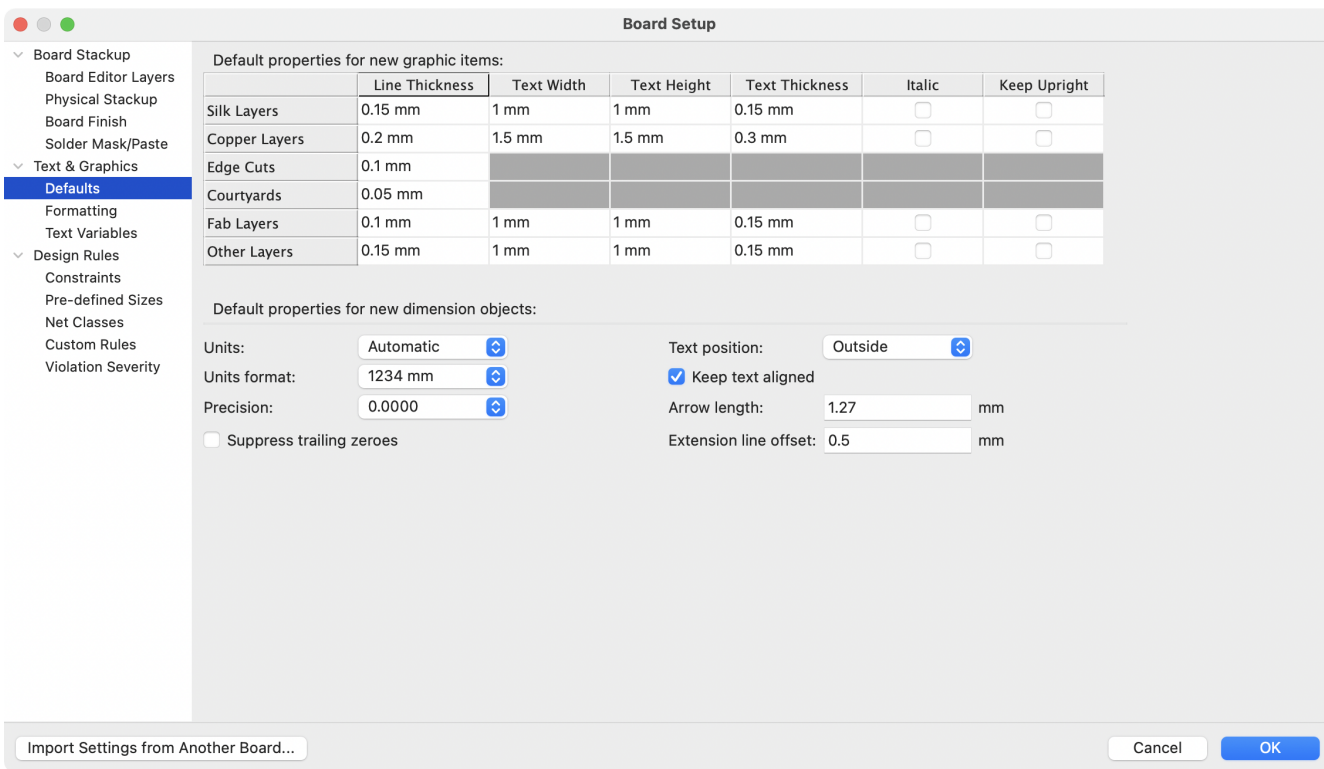 Board Setup
Board Stackup
Board Editor Layers
Physical Stackup
Board Finish
Solder Mask/Paste
Text & Graphics
Defaults
Formatting
Text Variables
Design Rules
Constraints
Pre-defined Sizes
Net Classes
Custom Rules
Violation Severity
Default properties for new graphic items:
Line Thickness Text Width Text Height Text Thickness Italic Keep Upright
Silk Layers 0.15 mm 1 mm 1 mm 0.15 mm
Copper Layers 0.2 mm 1.5 mm 1.5 mm 0.3 mm
Edge Cuts 0.1 mm
Courtyards 0.05 mm
Fab Layers 0.1 mm 1 mm 1 mm 0.15 mm
Other Layers 0.15 mm 1 mm 1 mm 0.15 mm
Default properties for new dimension objects:
Units: Automatic Text position: Outside
Units format: 1234 mm Keep text aligned
Precision: 0.0000 Arrow length: 1.27 mm
Suppress trailing zeroes Extension line offset: 0.5 mm
Import Settings from Another Board... Cancel OK